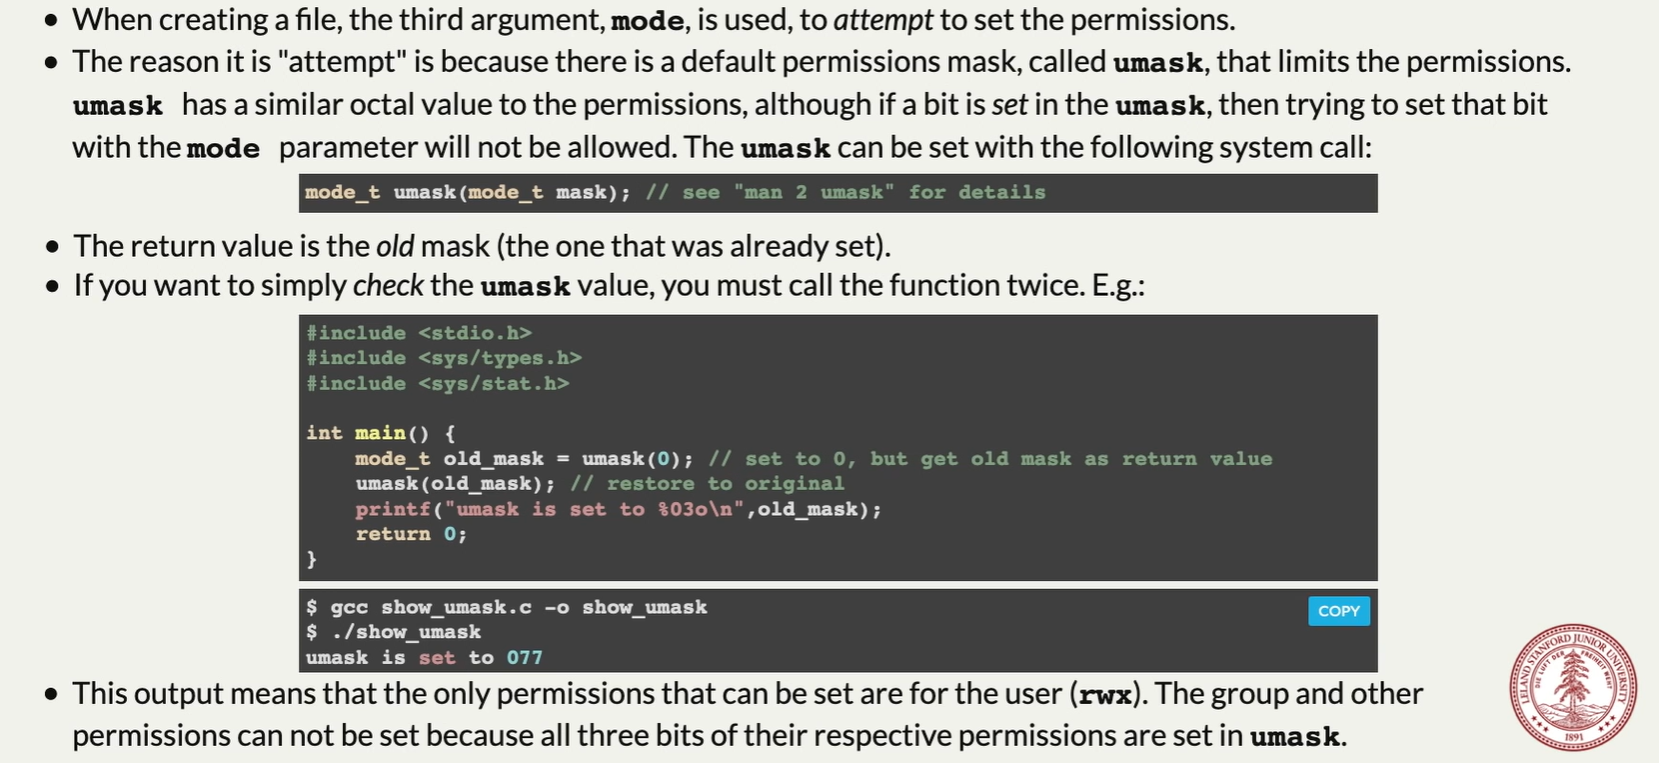 • When creating a file, the third argument, mode, is used, to attempt to set the permissions.
• The reason it is "attempt" is because there is a default permissions mask, called umask, that limits the permissions.
umask has a similar octal value to the permissions, although if a bit is set in the umask, then trying to set that bit
with the mode parameter will not be allowed. The umask can be set with the following system call:
mode_t umask(mode_t mask); // see "man 2 umask" for details
• The return value is the old mask (the one that was already set).
• If you want to simply check the umask value, you must call the function twice. E.g.:
#include <stdio.h>
#include <sys/types.h>
#include <sys/stat.h>
int main() {
    mode_t old_mask = umask(0); // set to 0, but get old mask as return value
    umask(old_mask); // restore to original
    printf("umask is set to %03o\n",old_mask);
    return 0;
}
$ gcc show_umask.c -o show_umask
COPY
$ ./show_umask
umask is set to 077
• This output means that the only permissions that can be set are for the user (rwx). The group and other
permissions can not be set because all three bits of their respective permissions are set in umask.
LELAND STANFORD JUNIOR UNIVERSITY
DIE LUFT DER FREIHEIT WEHT
1891